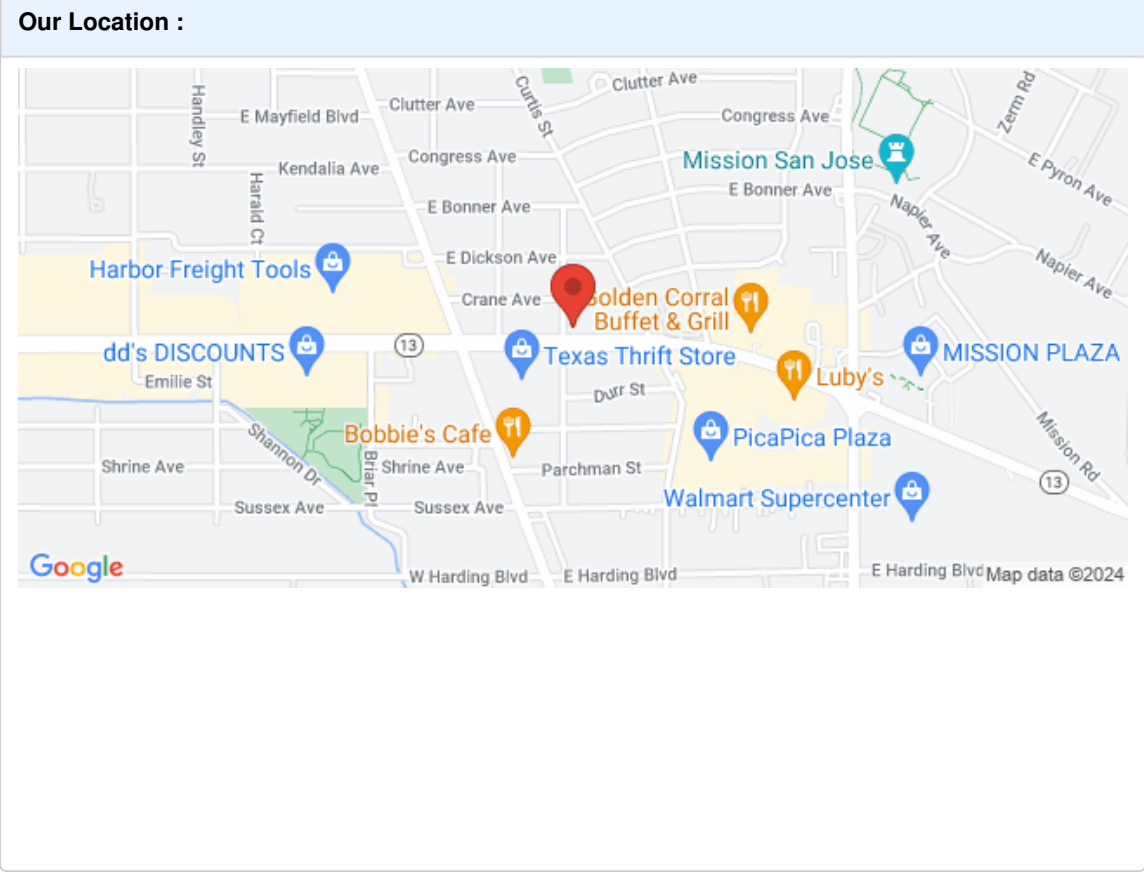 Our Location :
Clutter Ave
Curtis St
Zerm Rd
Handley St
Clutter Ave
E Mayfield Blvd
Congress Ave
Congress Ave
Mission San Jose
E Pyron Ave
Kendalia Ave
E Bonner Ave
Harald Ct
E Bonner Ave
Napier Ave
Napier Ave
E Dickson Ave
Harbor Freight Tools
Crane Ave
Golden Corral
Buffet & Grill
13
dd's DISCOUNTS
Texas Thrift Store
MISSION PLAZA
Emilie St
Luby's
Durr St
Bobbie's Cafe
PicaPica Plaza
Mission Rd
Shannon Dr
Shrine Ave
Briar Pl
Shrine Ave
Parchman St
13
Walmart Supercenter
Sussex Ave
Sussex Ave
Google
W Harding Blvd
E Harding Blvd
E Harding Blvd
Map data ©2024